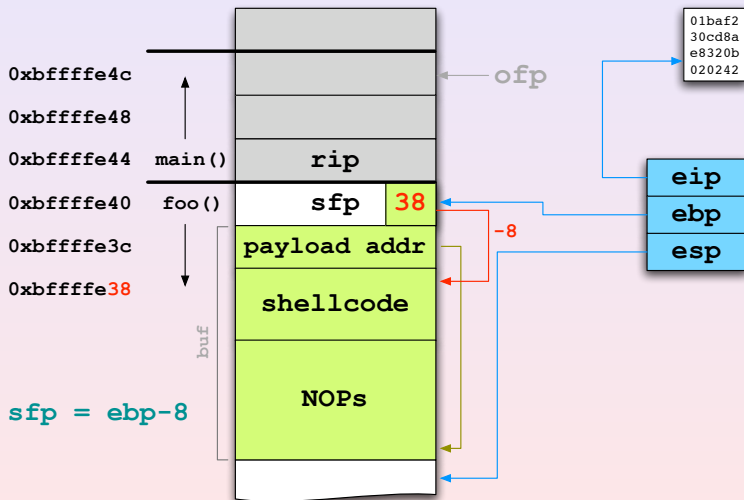 01baf2
30cd8a
e8320b
020242
0xbffffe4c
ofp
0xbffffe48
0xbffffe44
main()
rip
eip
0xbffffe40
foo()
sfp
38
ebp
-8
0xbffffe3c
payload addr
esp
0xbffffe38
shellcode
buf
NOPs
sfp = ebp-8